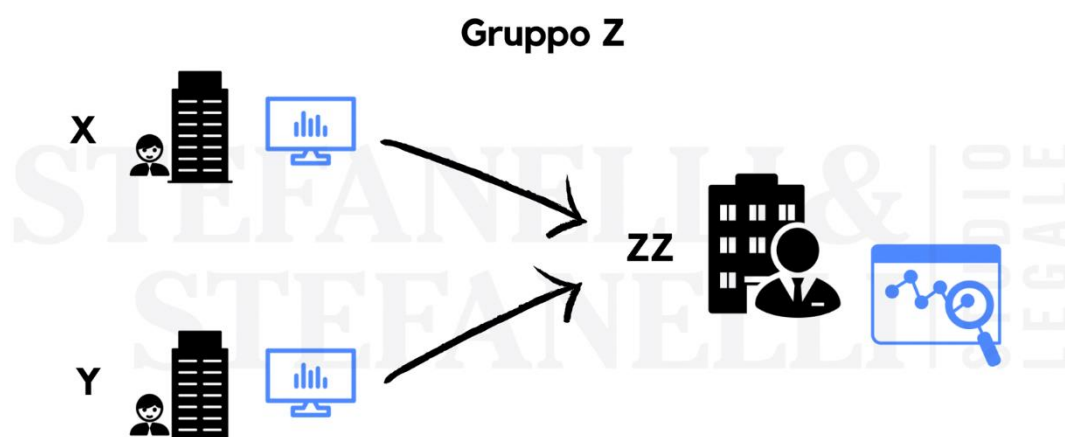 Gruppo Z
X
ZZ
Y
STEFANELLI &
STEFANELLI
STUDIO
LEGALE